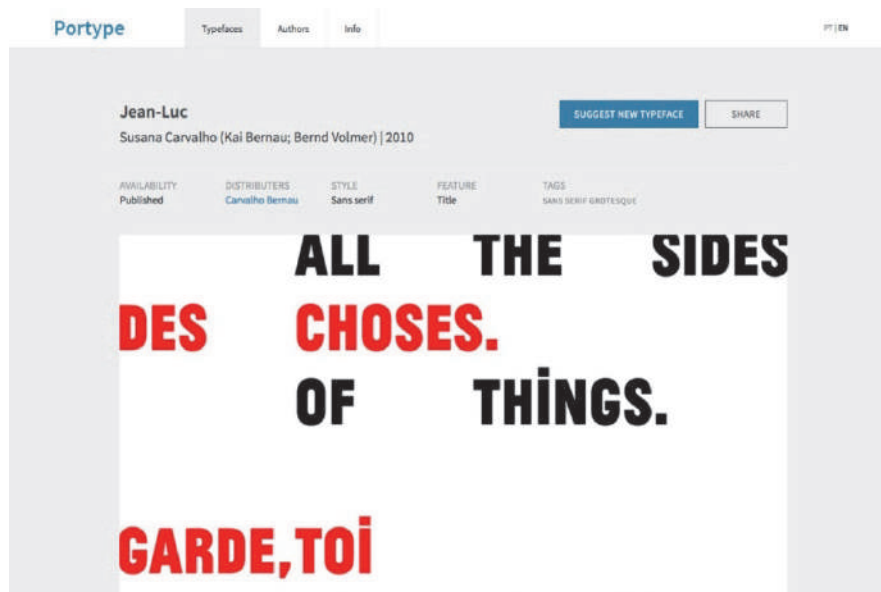 Portype Typefaces Authors Info PT | EN
Jean-Luc SUGGEST NEW TYPEFACE SHARE
Susana Carvalho (Kai Bernau; Bernd Volmer) | 2010
AVAILABILITY DISTRIBUTERS STYLE FEATURE TAGS
Published Carvalho Bernau Sans serif Title SANS SERIF GROTESQUE
ALL THE SIDES
DES CHOSES.
OF THİNGS.
GARDE,TOİ